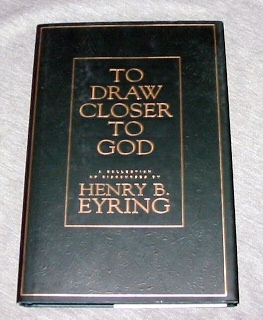 TO
DRAW
CLOSER
TO
GOD
A COLLECTION
OF DISCOURSES BY
HENRY B.
EYRING